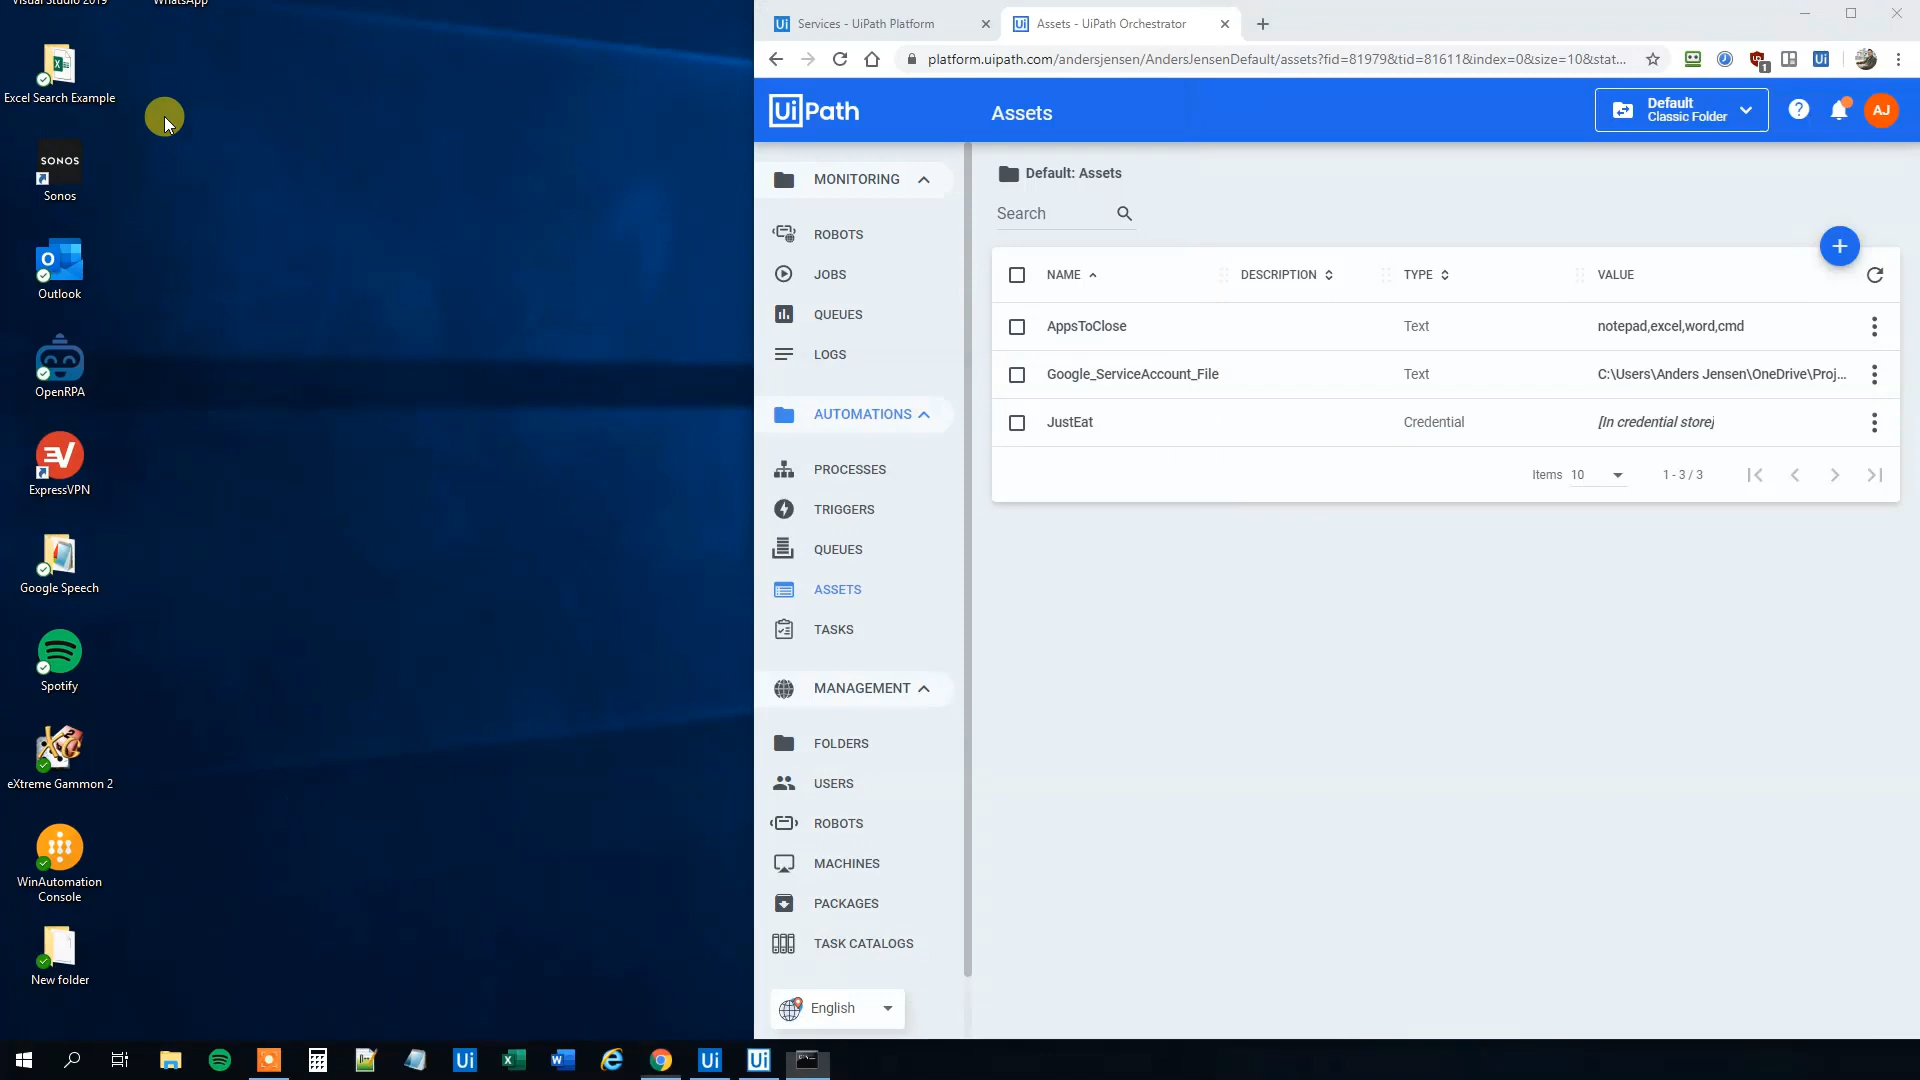 Visual Studio 2019
WhatsApp
Excel Search Example
SONOS
Sonos
Outlook
OpenRPA
ExpressVPN
Google Speech
Spotify
eXtreme Gammon 2
WinAutomation
Console
New folder
Services - UiPath Platform
Assets - UiPath Orchestrator
platform.uipath.com/andersjensen/AndersJensenDefault/assets?fid=81979&tid=81611&index=0&size=10&stat...
UiPath
Assets
Default
Classic Folder
AJ
MONITORING
ROBOTS
JOBS
QUEUES
LOGS
AUTOMATIONS
PROCESSES
TRIGGERS
QUEUES
ASSETS
TASKS
MANAGEMENT
FOLDERS
USERS
ROBOTS
MACHINES
PACKAGES
TASK CATALOGS
English
Default: Assets
Search
NAME DESCRIPTION TYPE VALUE
AppsToClose Text notepad,excel,word,cmd
Google_ServiceAccount_File Text C:\Users\Anders Jensen\OneDrive\Proj...
JustEat Credential [In credential store]
Items 10 1 - 3 / 3